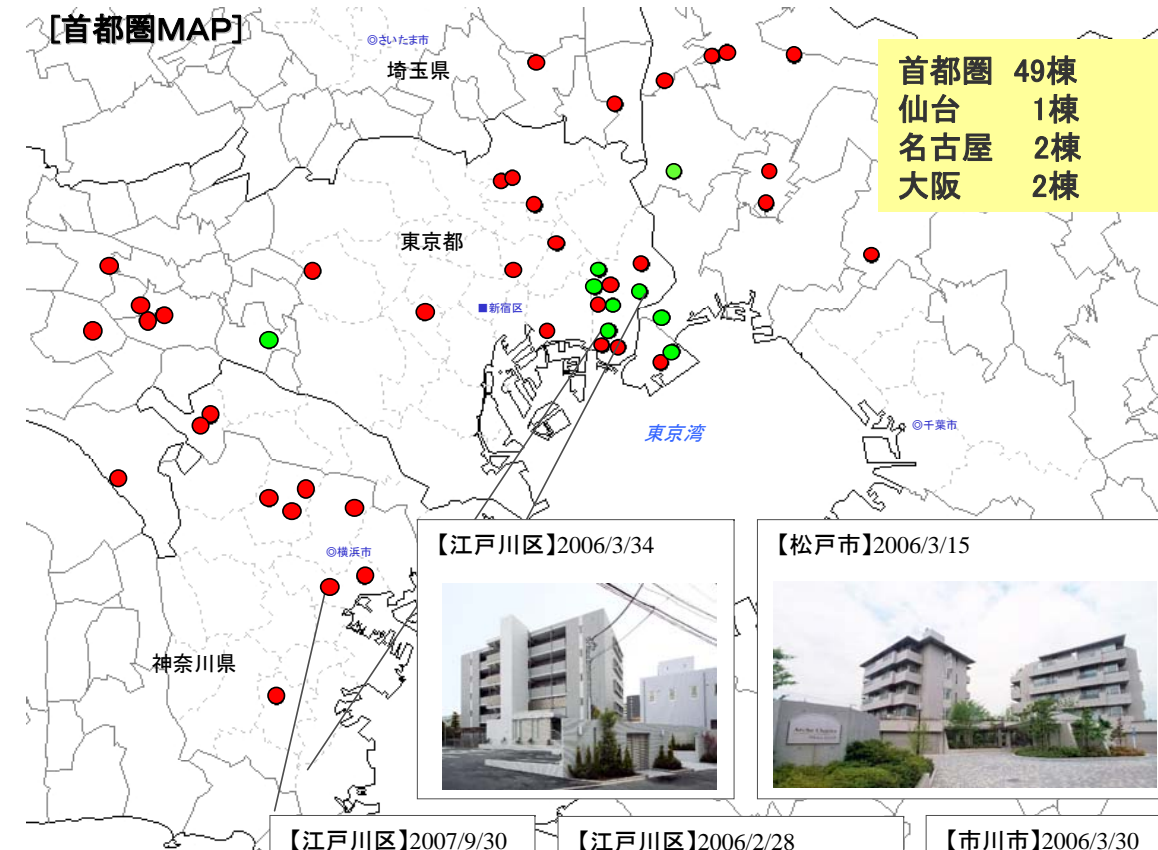 [首都圏MAP]
◎さいたま市
埼玉県
首都圏 49棟
仙台 1棟
名古屋 2棟
大阪 2棟
東京都
■新宿区
東京湾
◎千葉市
◎横浜市
神奈川県
【江戸川区】2006/3/34
【松戸市】2006/3/15
【江戸川区】2007/9/30
【江戸川区】2006/2/28
【市川市】2006/3/30